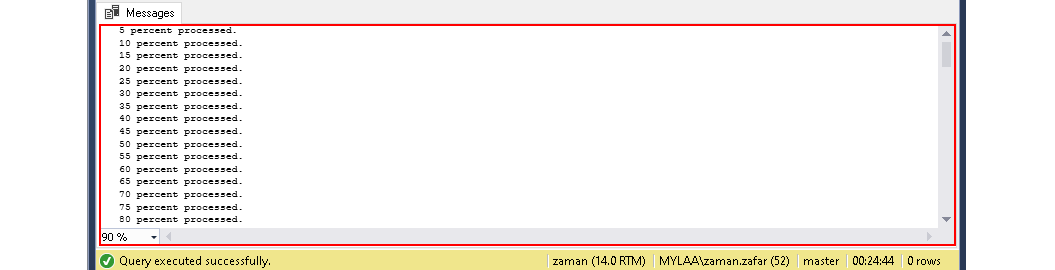 Messages
5 percent processed.
10 percent processed.
15 percent processed.
20 percent processed.
25 percent processed.
30 percent processed.
35 percent processed.
40 percent processed.
45 percent processed.
50 percent processed.
55 percent processed.
60 percent processed.
65 percent processed.
70 percent processed.
75 percent processed.
80 percent processed.
90 %
Query executed successfully. zaman (14.0 RTM) MYLAA\zaman.zafar (52) master 00:24:44 0 rows